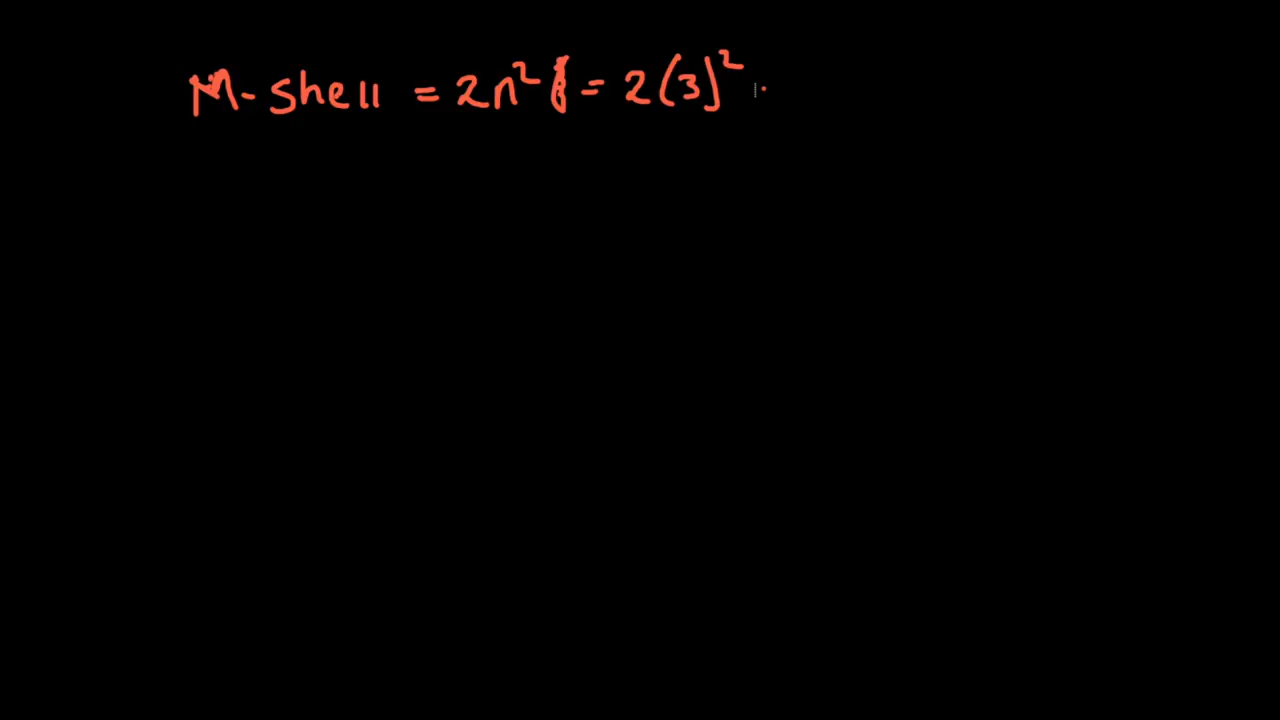 M-shell = 2n² = 2(3)²